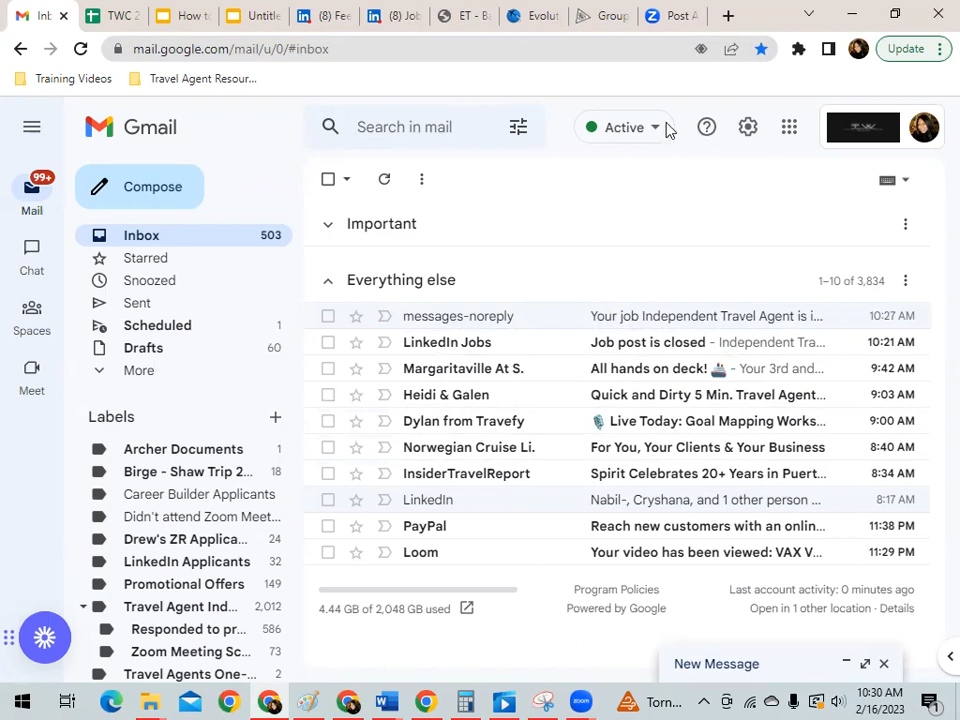 Inb
TWC 2
How to
Untitle
(8) Fee
(8) Job
ET - Ba
Evolut
Group
Post A
mail.google.com/mail/u/0/#inbox
Update
Training Videos
Travel Agent Resour...
Gmail
Search in mail
Active
Compose
99+
Mail
Chat
Spaces
Meet
Inbox 503
Starred
Snoozed
Sent
Scheduled 1
Drafts 60
More
Labels
Archer Documents 1
Birge - Shaw Trip 2... 18
Career Builder Applicants
Didn't attend Zoom Meet...
Drew's ZR Applica... 24
LinkedIn Applicants 32
Promotional Offers 149
Travel Agent Ind... 2,012
Responded to pr... 586
Zoom Meeting Sc... 73
Travel Agents One-...
Important
Everything else 1–10 of 3,834
messages-noreply Your job Independent Travel Agent is i... 10:27 AM
LinkedIn Jobs Job post is closed - Independent Tra... 10:21 AM
Margaritaville At S. All hands on deck! 🚢 - Your 3rd and... 9:42 AM
Heidi & Galen Quick and Dirty 5 Min. Travel Agent... 9:03 AM
Dylan from Travefy 🎙️ Live Today: Goal Mapping Works... 9:00 AM
Norwegian Cruise Li. For You, Your Clients & Your Business 8:40 AM
InsiderTravelReport Spirit Celebrates 20+ Years in Puert... 8:34 AM
LinkedIn Nabil-, Cryshana, and 1 other person ... 8:17 AM
PayPal Reach new customers with an onlin... 11:38 PM
Loom Your video has been viewed: VAX V... 11:29 PM
4.44 GB of 2,048 GB used
Program Policies
Powered by Google
Last account activity: 0 minutes ago
Open in 1 other location - Details
New Message
Torn...
10:30 AM
2/16/2023